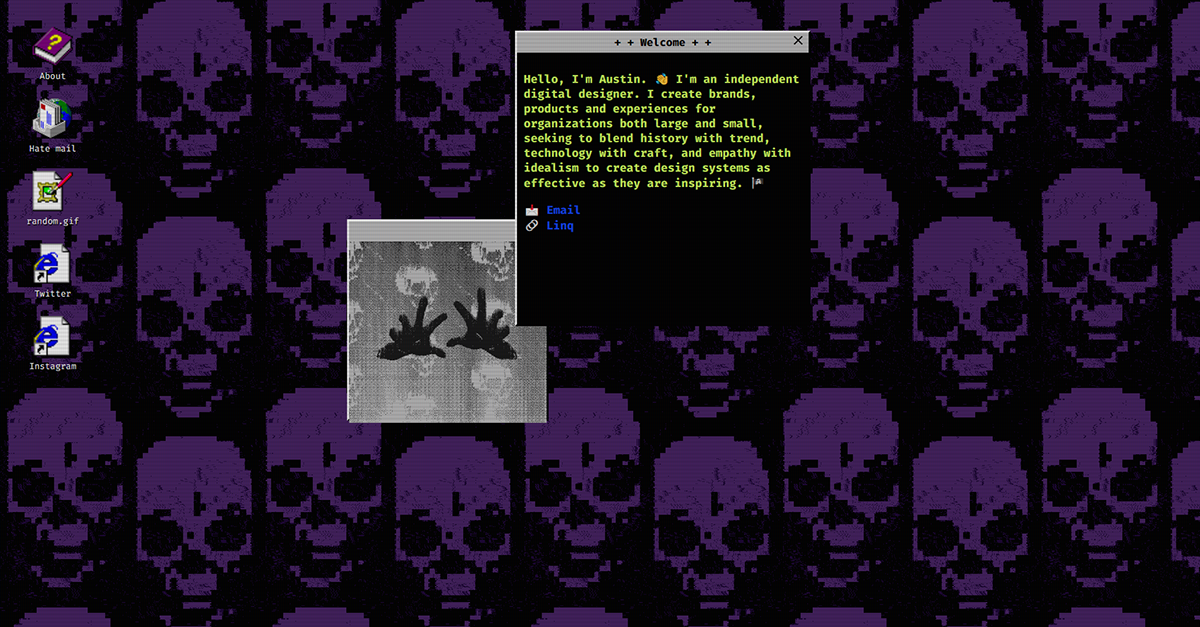 About
Hate mail
random.gif
Twitter
Instagram
+ + Welcome + +
Hello, I'm Austin. 👋 I'm an independent
digital designer. I create brands,
products and experiences for
organizations both large and small,
seeking to blend history with trend,
technology with craft, and empathy with
idealism to create design systems as
effective as they are inspiring. 🏴
Email
Linq